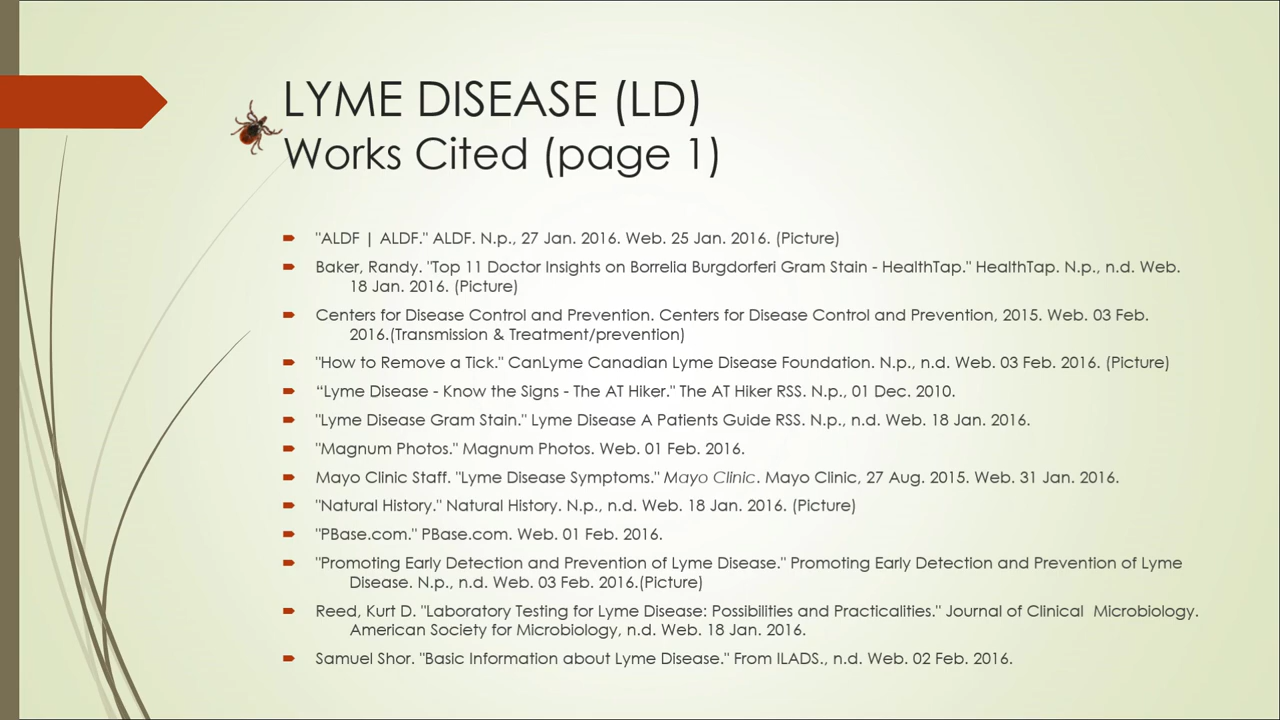 LYME DISEASE (LD)
Works Cited (page 1)
"ALDF | ALDF." ALDF. N.p., 27 Jan. 2016. Web. 25 Jan. 2016. (Picture)
Baker, Randy. "Top 11 Doctor Insights on Borrelia Burgdorferi Gram Stain - HealthTap." HealthTap. N.p., n.d. Web.
18 Jan. 2016. (Picture)
Centers for Disease Control and Prevention. Centers for Disease Control and Prevention, 2015. Web. 03 Feb.
2016.(Transmission & Treatment/prevention)
"How to Remove a Tick." CanLyme Canadian Lyme Disease Foundation. N.p., n.d. Web. 03 Feb. 2016. (Picture)
“Lyme Disease - Know the Signs - The AT Hiker." The AT Hiker RSS. N.p., 01 Dec. 2010.
"Lyme Disease Gram Stain." Lyme Disease A Patients Guide RSS. N.p., n.d. Web. 18 Jan. 2016.
"Magnum Photos." Magnum Photos. Web. 01 Feb. 2016.
Mayo Clinic Staff. "Lyme Disease Symptoms." Mayo Clinic. Mayo Clinic, 27 Aug. 2015. Web. 31 Jan. 2016.
"Natural History." Natural History. N.p., n.d. Web. 18 Jan. 2016. (Picture)
"PBase.com." PBase.com. Web. 01 Feb. 2016.
"Promoting Early Detection and Prevention of Lyme Disease." Promoting Early Detection and Prevention of Lyme
Disease. N.p., n.d. Web. 03 Feb. 2016.(Picture)
Reed, Kurt D. "Laboratory Testing for Lyme Disease: Possibilities and Practicalities." Journal of Clinical  Microbiology.
American Society for Microbiology, n.d. Web. 18 Jan. 2016.
Samuel Shor. "Basic Information about Lyme Disease." From ILADS., n.d. Web. 02 Feb. 2016.